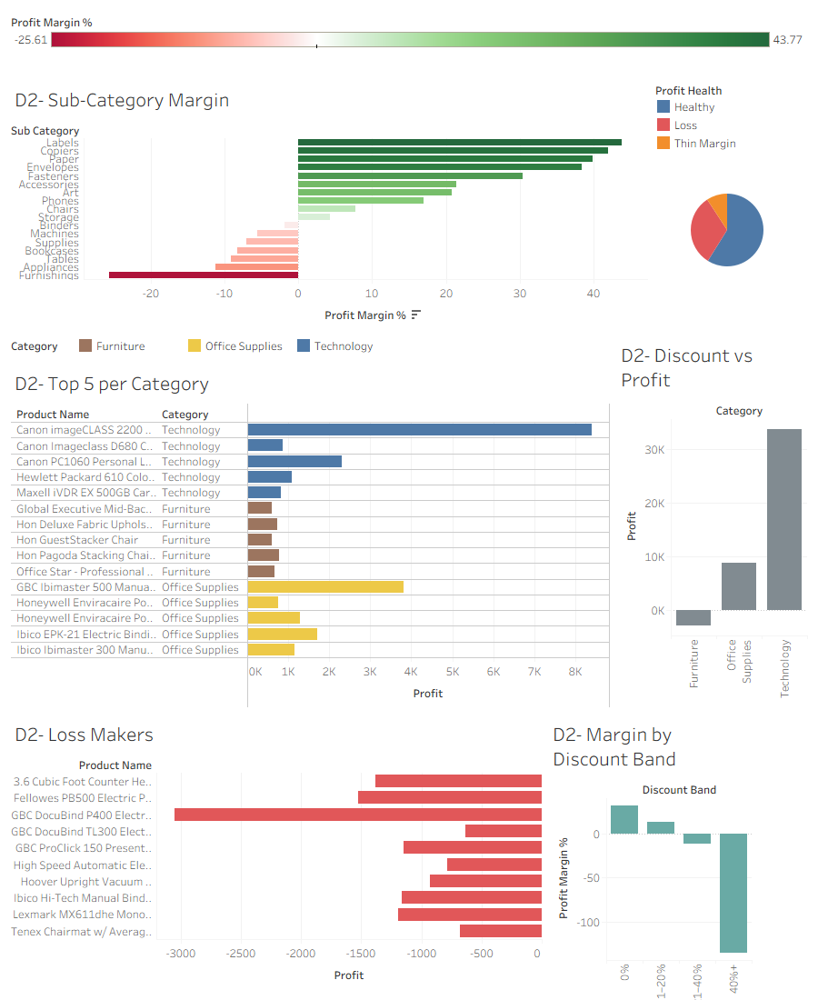 Profit Margin %
-25.61
43.77
D2- Sub-Category Margin
Profit Health
Healthy
Loss
Thin Margin
Sub Category
Labels
Copiers
Paper
Envelopes
Fasteners
Accessories
Art
Phones
Chairs
Storage
Binders
Machines
Supplies
Bookcases
Tables
Appliances
Furnishings
-20 -10 0 10 20 30 40
Profit Margin %
Category Furniture Office Supplies Technology
D2- Top 5 per Category
Product Name Category
Canon imageCLASS 2200 .. Technology
Canon Imageclass D680 C.. Technology
Canon PC1060 Personal L.. Technology
Hewlett Packard 610 Colo.. Technology
Maxell iVDR EX 500GB Car.. Technology
Global Executive Mid-Bac.. Furniture
Hon Deluxe Fabric Uphols.. Furniture
Hon GuestStacker Chair Furniture
Hon Pagoda Stacking Chai.. Furniture
Office Star - Professional .. Furniture
GBC Ibimaster 500 Manua.. Office Supplies
Honeywell Enviracaire Po.. Office Supplies
Honeywell Enviracaire Po.. Office Supplies
Ibico EPK-21 Electric Bindi.. Office Supplies
Ibico Ibimaster 300 Manu.. Office Supplies
0K 1K 2K 3K 4K 5K 6K 7K 8K
Profit
D2- Discount vs
Profit
Category
30K
20K
10K
0K
Profit
Furniture
Office
Supplies
Technology
D2- Loss Makers
Product Name
3.6 Cubic Foot Counter He..
Fellowes PB500 Electric P..
GBC DocuBind P400 Electr..
GBC DocuBind TL300 Elect..
GBC ProClick 150 Present..
High Speed Automatic Ele..
Hoover Upright Vacuum ..
Ibico Hi-Tech Manual Bind..
Lexmark MX611dhe Mono..
Tenex Chairmat w/ Averag..
-3000 -2500 -2000 -1500 -1000 -500 0
Profit
D2- Margin by
Discount Band
Discount Band
0
-50
-100
Profit Margin %
0%
1–20%
1–40%
40%+